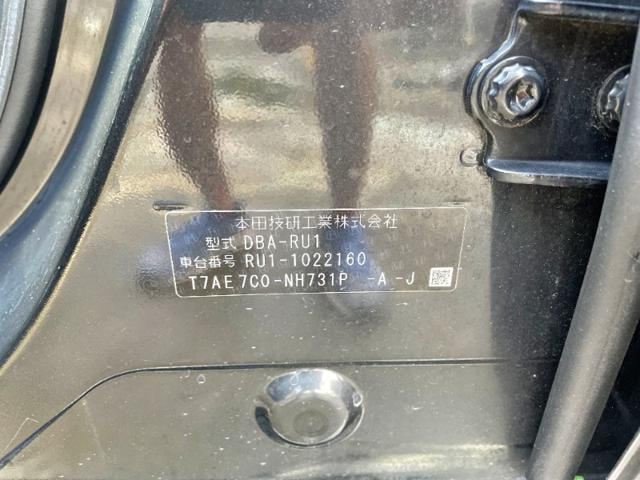 本田技研工業株式会社
型式 DBA-RU1
車台番号 RU1-1022160
T7AE7C0-NH731P -A-J